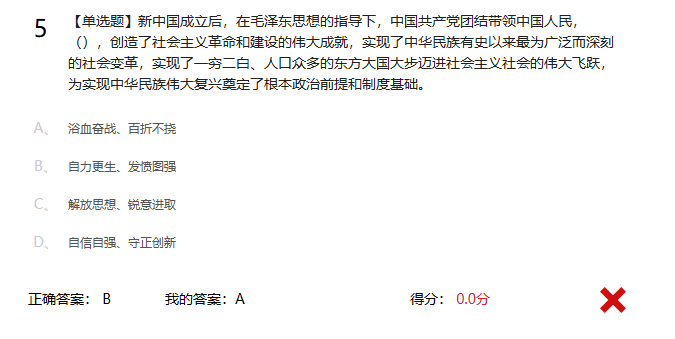 5 【单选题】新中国成立后，在毛泽东思想的指导下，中国共产党团结带领中国人民，
（），创造了社会主义革命和建设的伟大成就，实现了中华民族有史以来最为广泛而深刻
的社会变革，实现了一穷二白、人口众多的东方大国大步迈进社会主义社会的伟大飞跃，
为实现中华民族伟大复兴奠定了根本政治前提和制度基础。
A、 浴血奋战、百折不挠
B、 自力更生、发愤图强
C、 解放思想、锐意进取
D、 自信自强、守正创新
正确答案： B 我的答案：A 得分： 0.0分